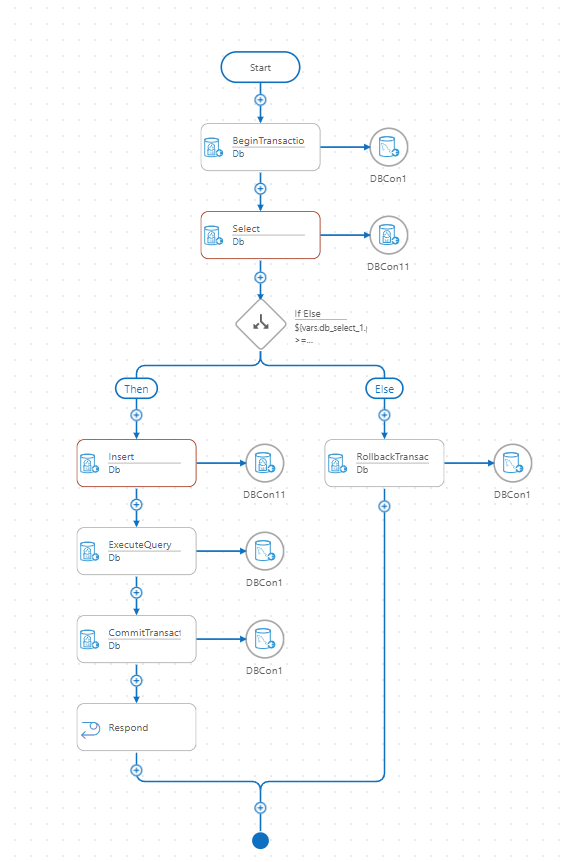 Start
BeginTransactio
Db
DBCon1
Select
Db
DBCon11
If Else
${vars.db_select_1.
>=...
Then
Else
Insert
Db
DBCon11
RollbackTransac
Db
DBCon1
ExecuteQuery
Db
DBCon1
CommitTransact
Db
DBCon1
Respond